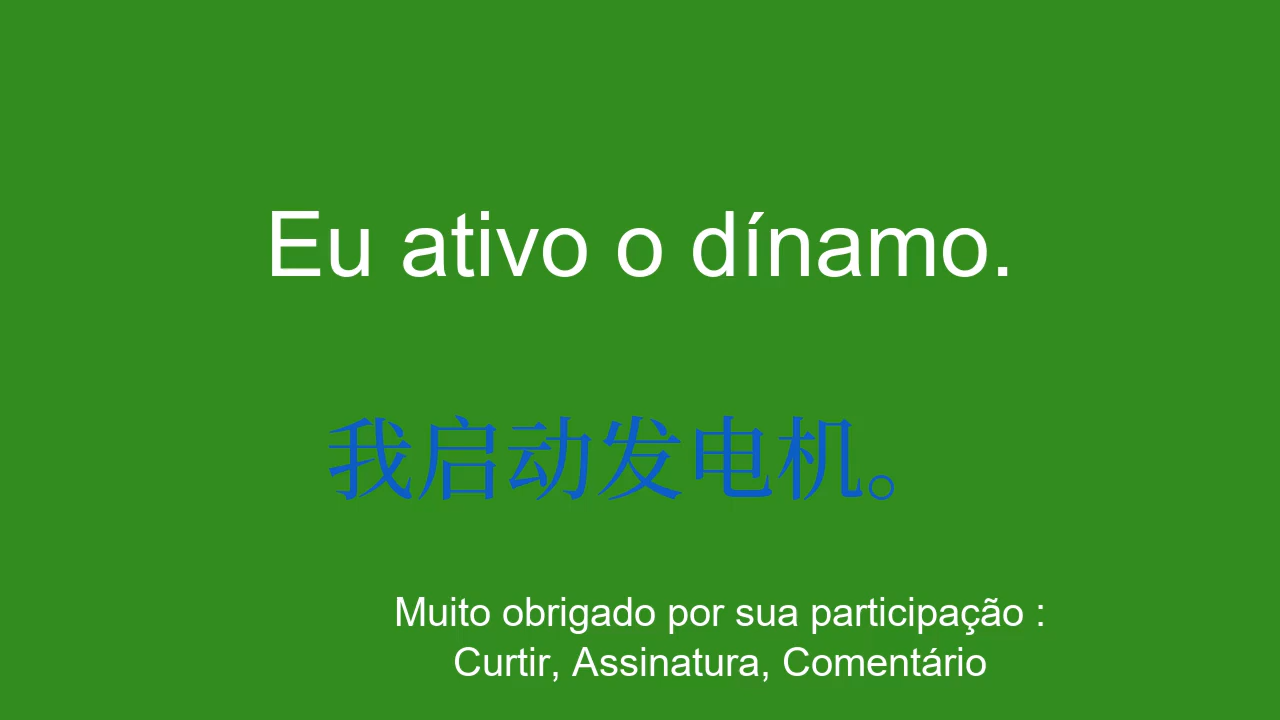 Eu ativo o dínamo.
我启动发电机。
Muito obrigado por sua participação :
Curtir, Assinatura, Comentário